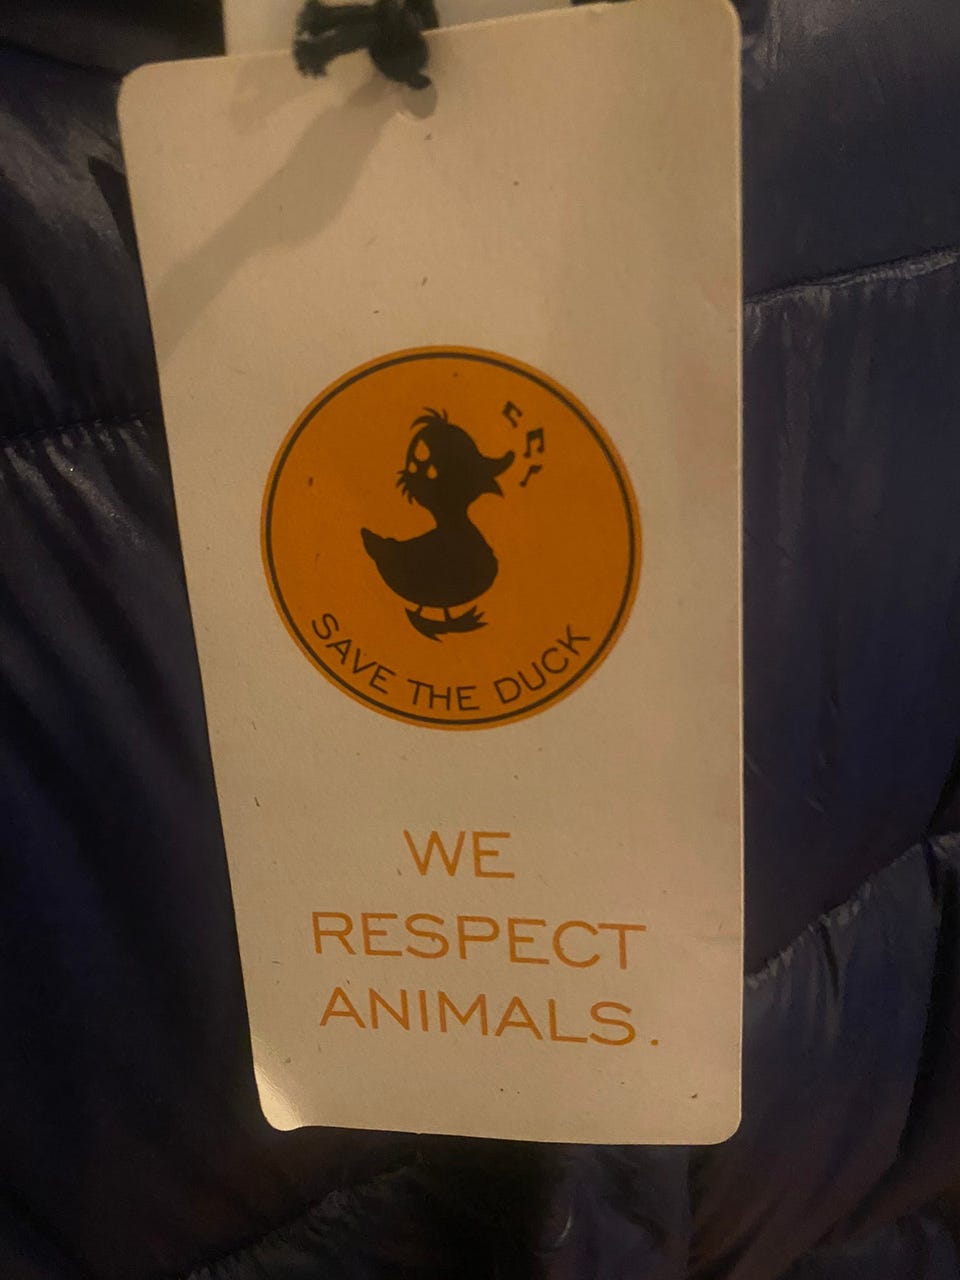 SAVE THE DUCK
WE
RESPECT
ANIMALS.